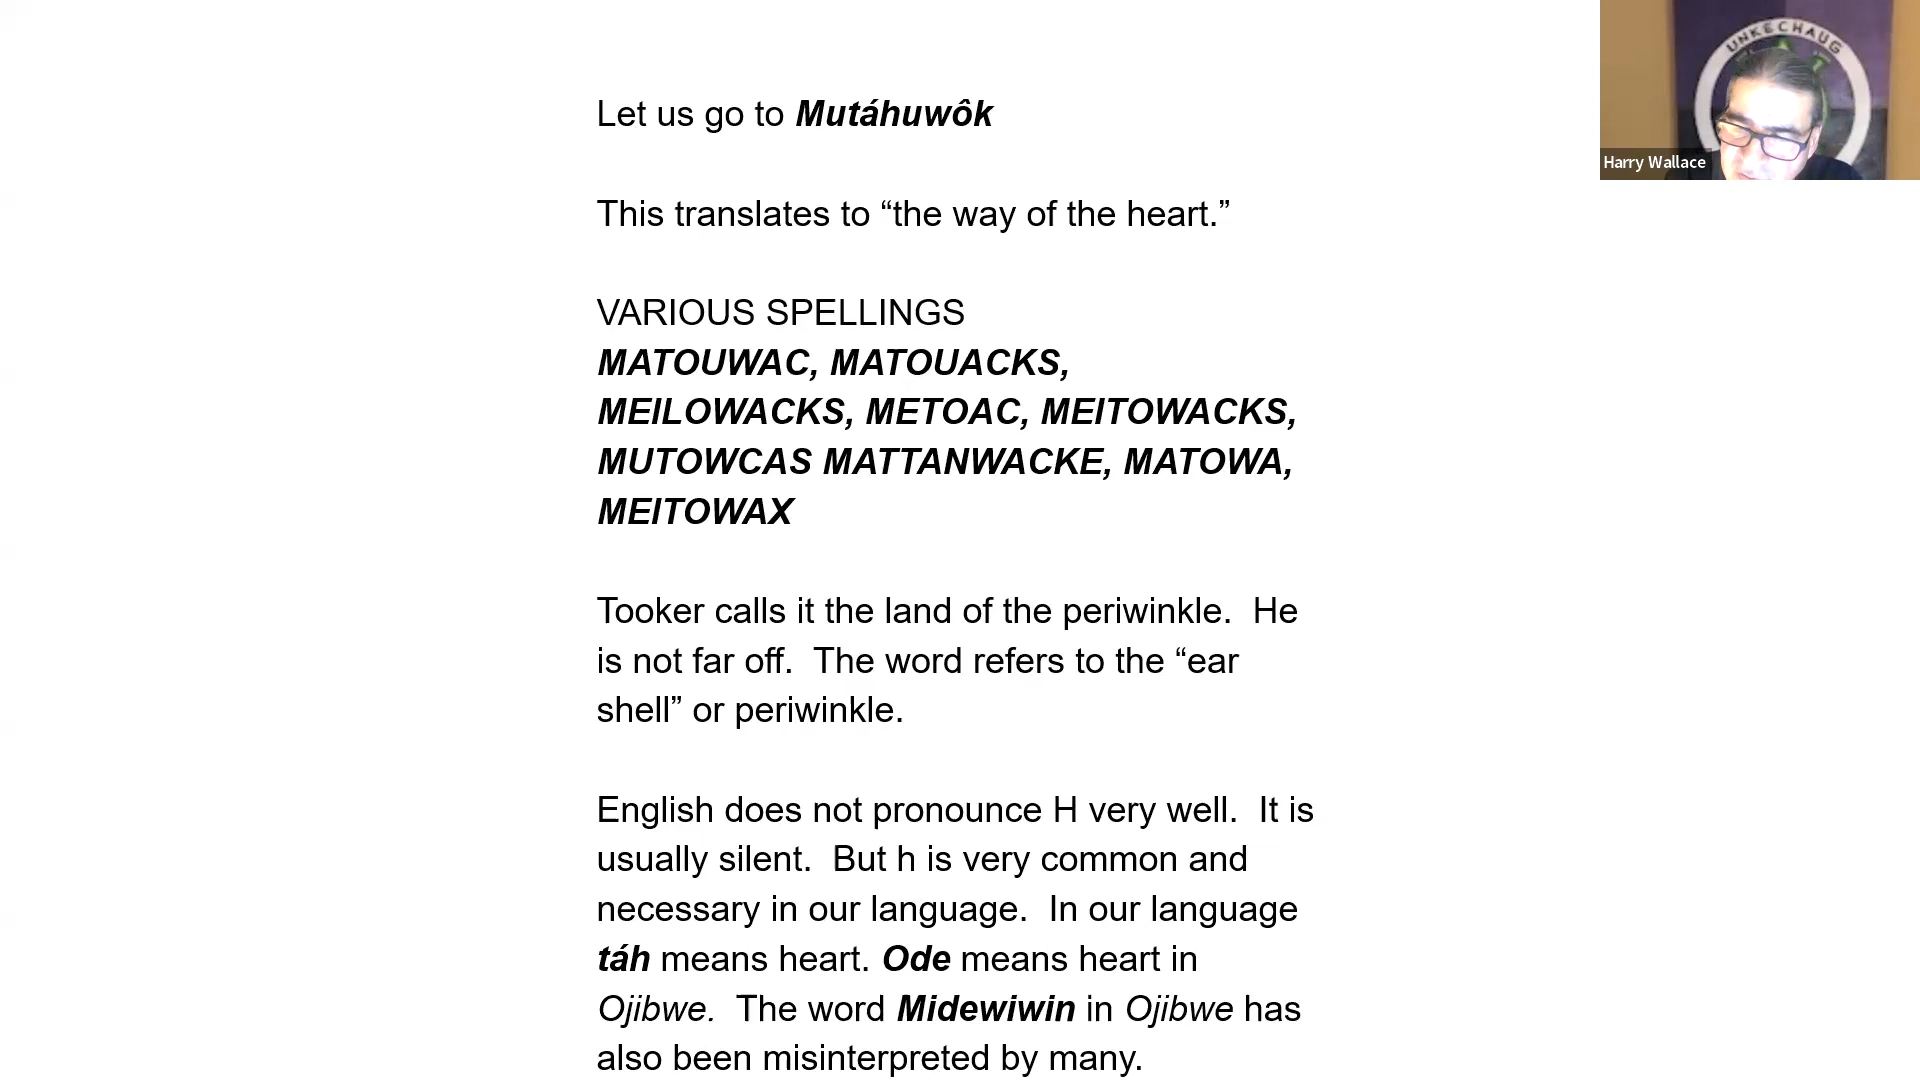 Let us go to Mutáhuwôk
This translates to “the way of the heart.”
VARIOUS SPELLINGS
MATOUWAC, MATOUACKS,
MEILOWACKS, METOAC, MEITOWACKS,
MUTOWCAS MATTANWACKE, MATOWA,
MEITOWAX
Tooker calls it the land of the periwinkle.  He
is not far off.  The word refers to the “ear
shell” or periwinkle.
English does not pronounce H very well.  It is
usually silent.  But h is very common and
necessary in our language.  In our language
táh means heart. Ode means heart in
Ojibwe.  The word Midewiwin in Ojibwe has
also been misinterpreted by many.
UNKECHAUG
Harry Wallace